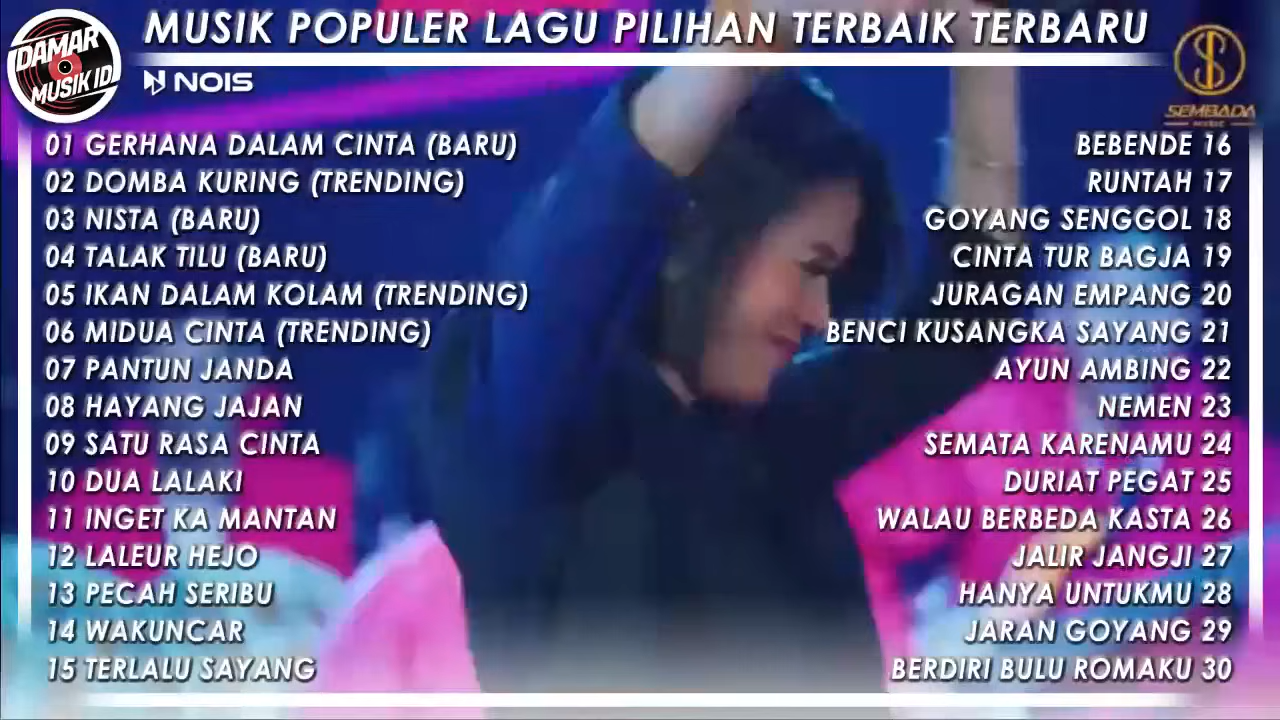 DAMAR
MUSIK ID
MUSIK POPULER LAGU PILIHAN TERBAIK TERBARU
NOIS
SEMBADA
MUSIC
01 GERHANA DALAM CINTA (BARU)
02 DOMBA KURING (TRENDING)
03 NISTA (BARU)
04 TALAK TILU (BARU)
05 IKAN DALAM KOLAM (TRENDING)
06 MIDUA CINTA (TRENDING)
07 PANTUN JANDA
08 HAYANG JAJAN
09 SATU RASA CINTA
10 DUA LALAKI
11 INGET KA MANTAN
12 LALEUR HEJO
13 PECAH SERIBU
14 WAKUNCAR
15 TERLALU SAYANG
BEBENDE 16
RUNTAH 17
GOYANG SENGGOL 18
CINTA TUR BAGJA 19
JURAGAN EMPANG 20
BENCI KUSANGKA SAYANG 21
AYUN AMBING 22
NEMEN 23
SEMATA KARENAMU 24
DURIAT PEGAT 25
WALAU BERBEDA KASTA 26
JALIR JANGJI 27
HANYA UNTUKMU 28
JARAN GOYANG 29
BERDIRI BULU ROMAKU 30